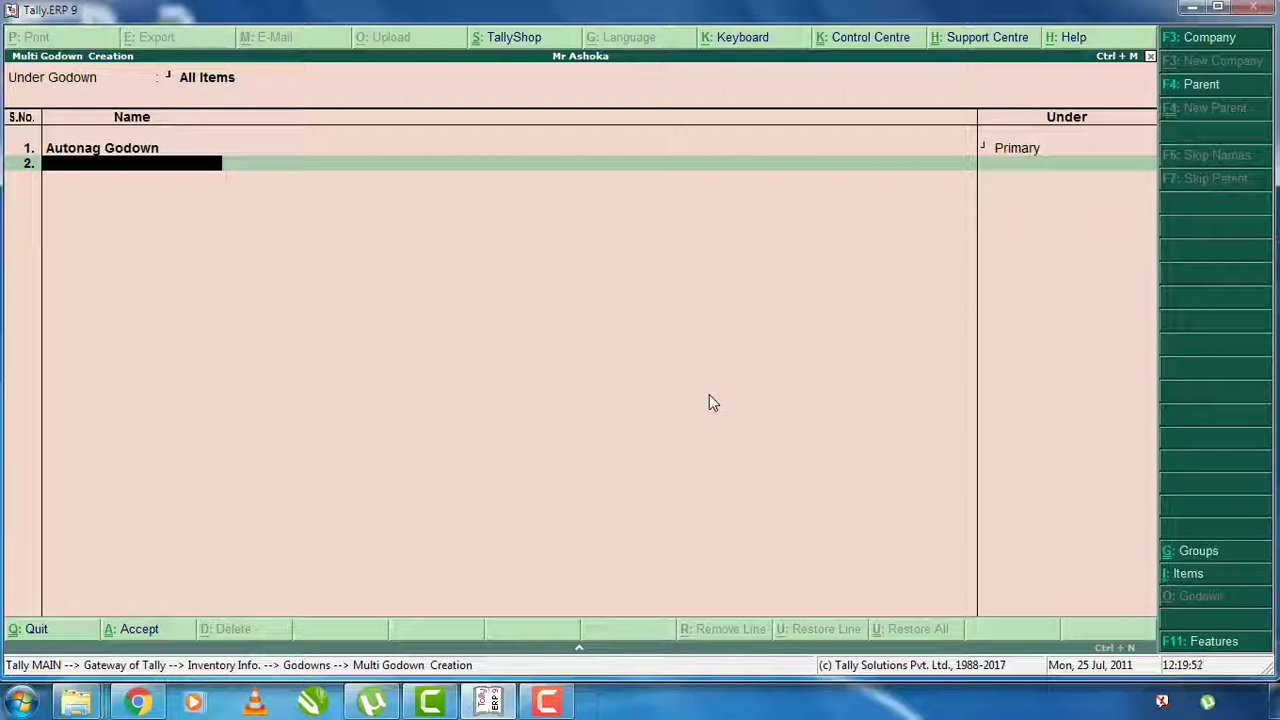 Tally.ERP 9
P: Print E: Export M: E-Mail O: Upload S: TallyShop G: Language K: Keyboard K: Control Centre H: Support Centre H: Help
F3: Company
Multi Godown Creation Mr Ashoka Ctrl + M
F3: New Company
Under Godown : All Items
F4: Parent
F4: New Parent
S.No. Name Under
1. Autonag Godown Primary
2.
F6: Skip Names
F7: Skip Parent
G: Groups
I: Items
O: Godown
Q: Quit A: Accept D: Delete R: Remove Line U: Restore Line U: Restore All
F11: Features
Ctrl + N
Tally MAIN --> Gateway of Tally --> Inventory Info. --> Godowns --> Multi Godown Creation (c) Tally Solutions Pvt. Ltd., 1988-2017 Mon, 25 Jul, 2011 12:19:52